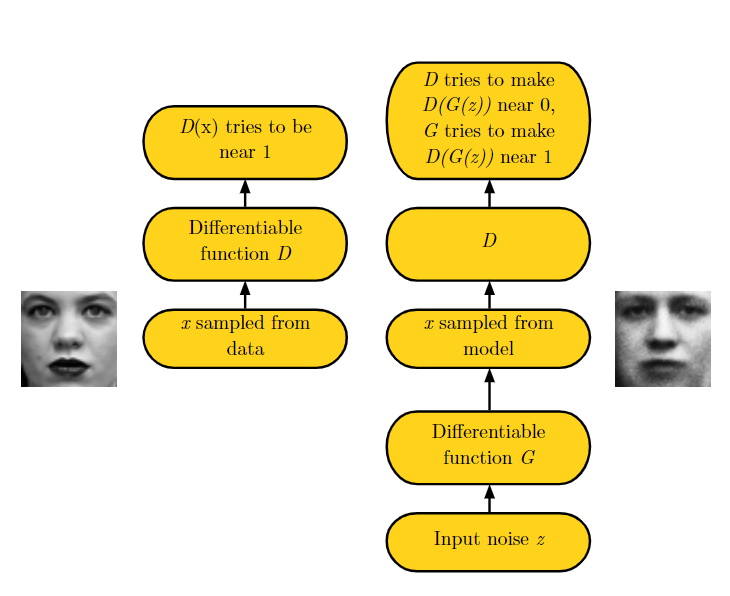 D(x) tries to be
near 1
Differentiable
function D
x sampled from
data
D tries to make
D(G(z)) near 0,
G tries to make
D(G(z)) near 1
D
x sampled from
model
Differentiable
function G
Input noise z